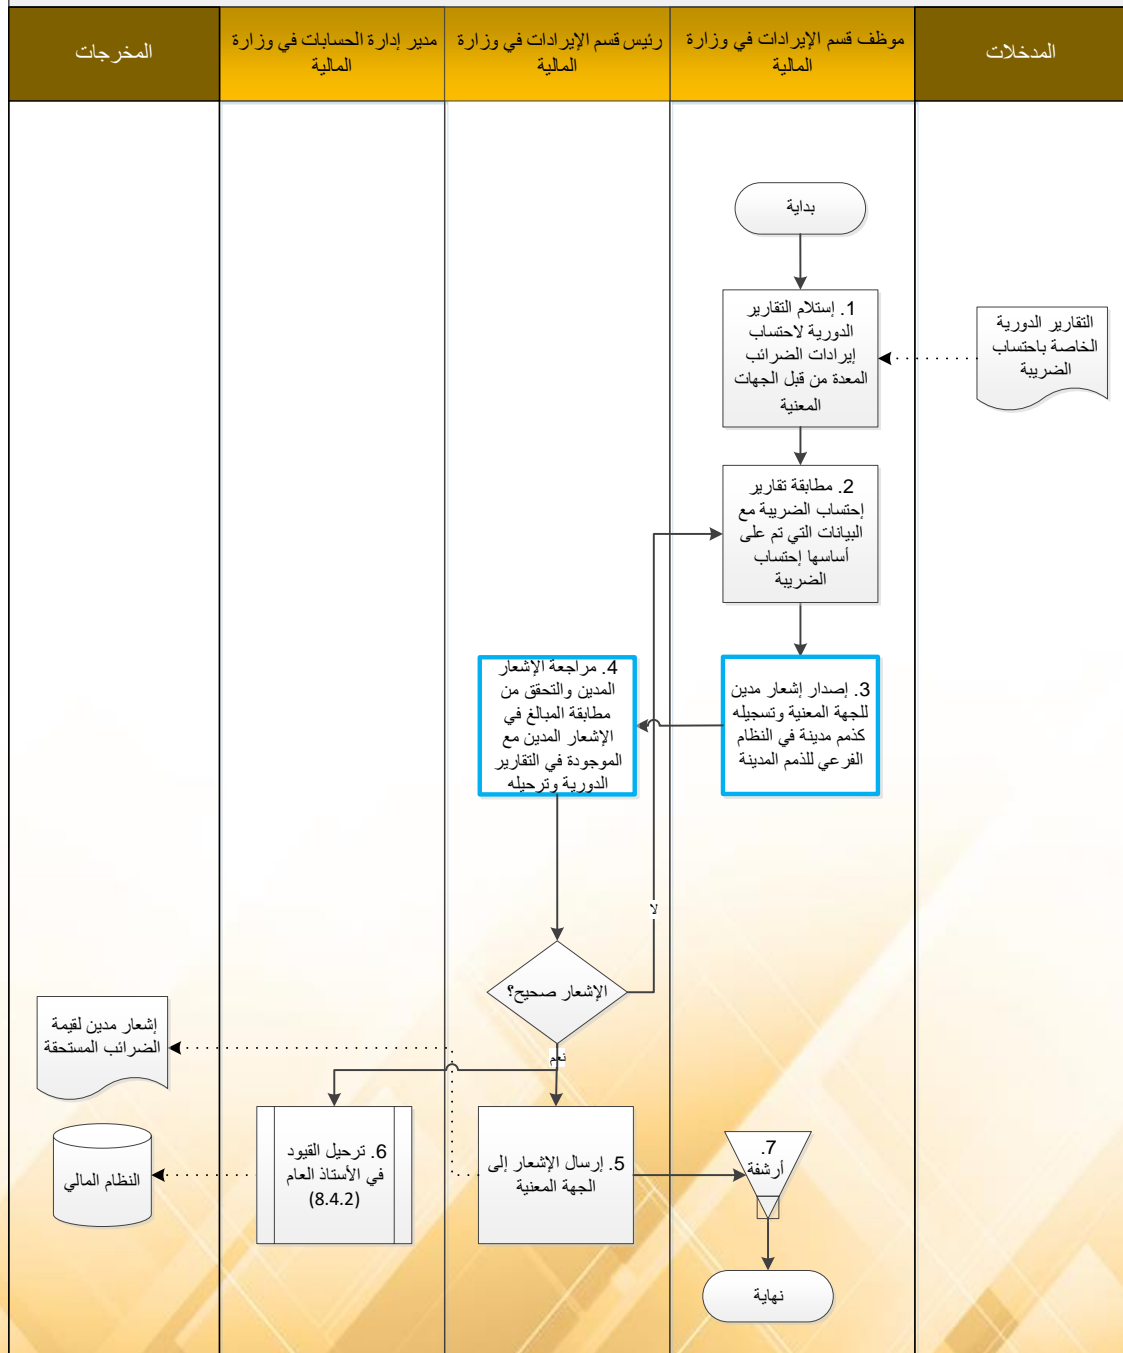 المدخلات
موظف قسم الإيرادات في وزارة
المالية
رئيس قسم الإيرادات في وزارة
المالية
مدير إدارة الحسابات في وزارة
المالية
المخرجات
بداية
1. إستلام التقارير
الدورية لاحتساب
إيرادات الضرائب
المعدة من قبل الجهات
المعنية
التقارير الدورية
الخاصة باحتساب
الضريبة
2. مطابقة تقارير
إحتساب الضريبة مع
البيانات التي تم على
أساسها إحتساب
الضريبة
3. إصدار إشعار مدين
للجهة المعنية وتسجيله
كذمم مدينة في النظام
الفرعي للذمم المدينة
4. مراجعة الإشعار
المدين والتحقق من
مطابقة المبالغ في
الإشعار المدين مع
الموجودة في التقارير
الدورية وترحيله
لا
الإشعار صحيح؟
نعم
إشعار مدين لقيمة
الضرائب المستحقة
5. إرسال الإشعار إلى
الجهة المعنية
6. ترحيل القيود
في الأستاذ العام
(8.4.2)
النظام المالي
7.
أرشفة
نهاية